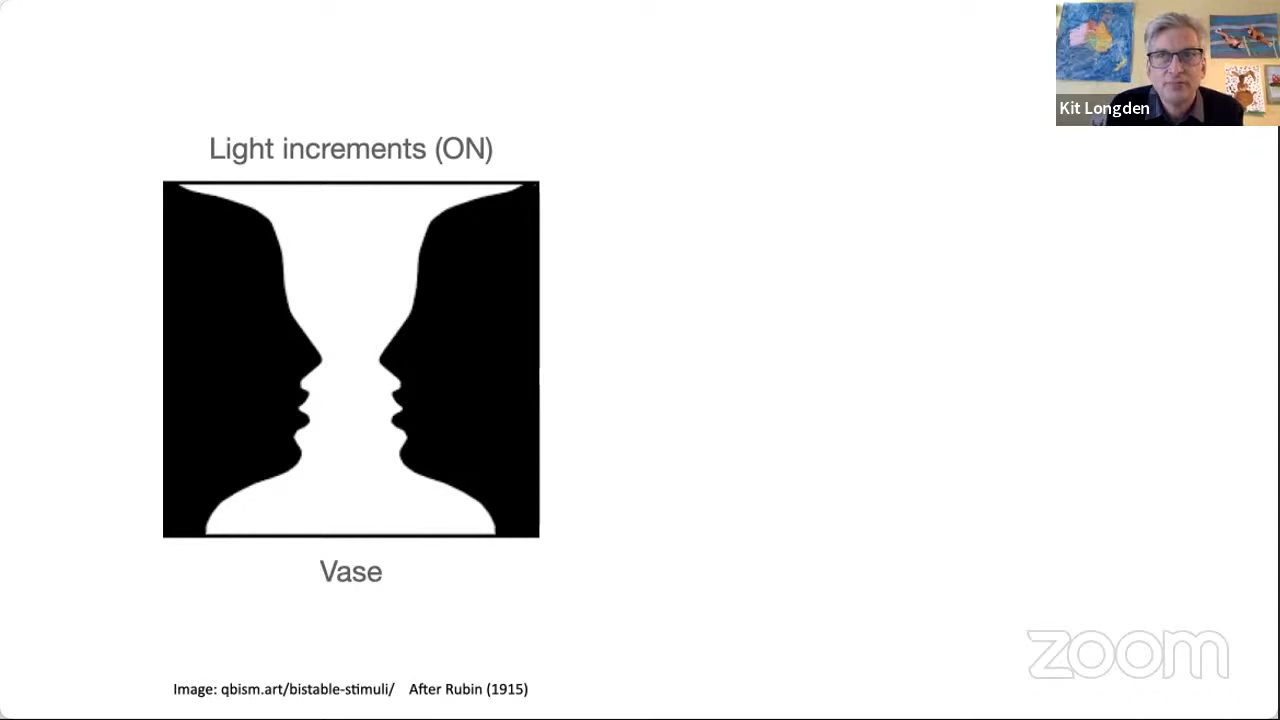 Kit Longden
Light increments (ON)
Vase
Image: qbism.art/bistable-stimuli/ After Rubin (1915)
zoom